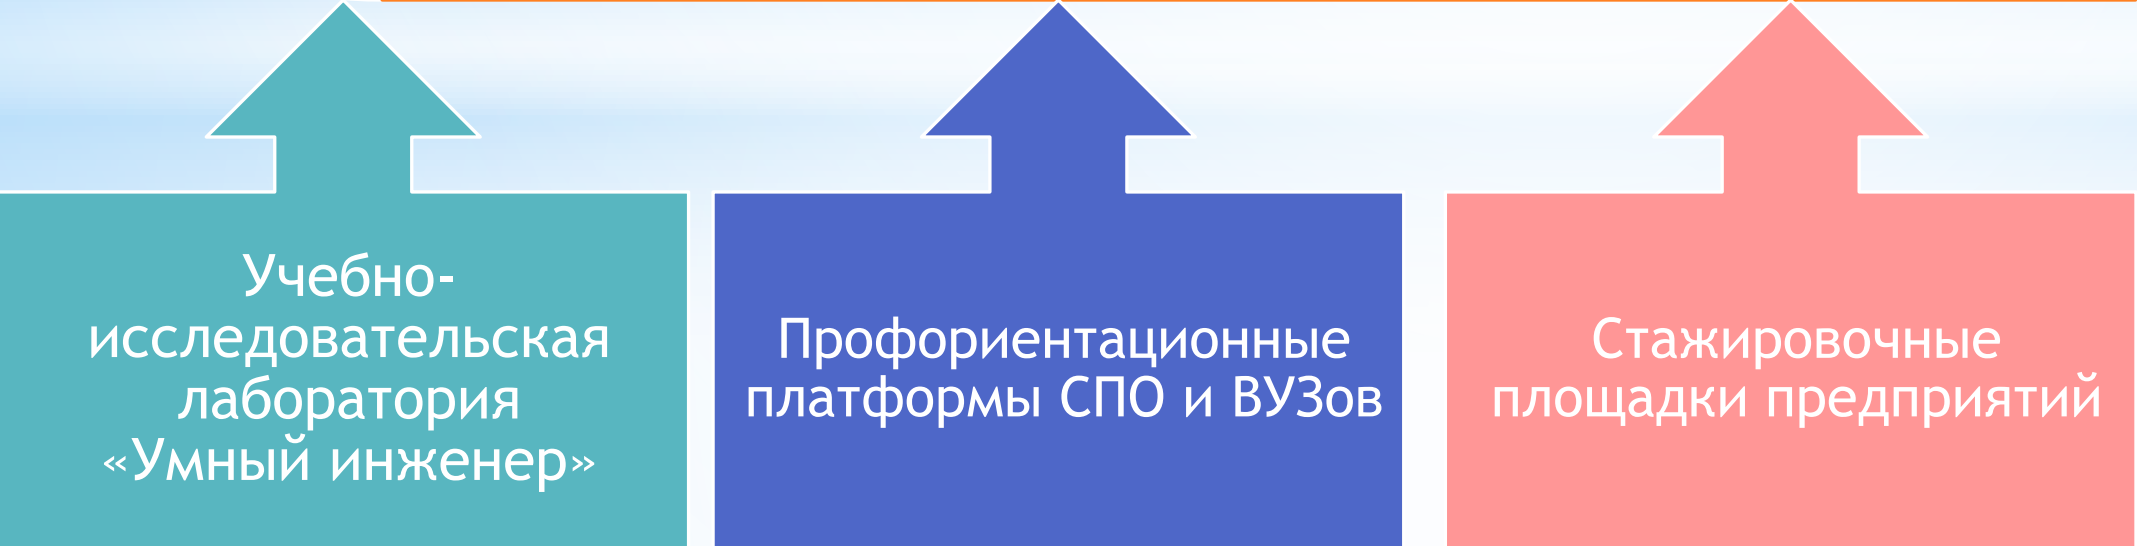 Учебно-
исследовательская
лаборатория
«Умный инженер»
Профориентационные
платформы СПО и ВУЗов
Стажировочные
площадки предприятий